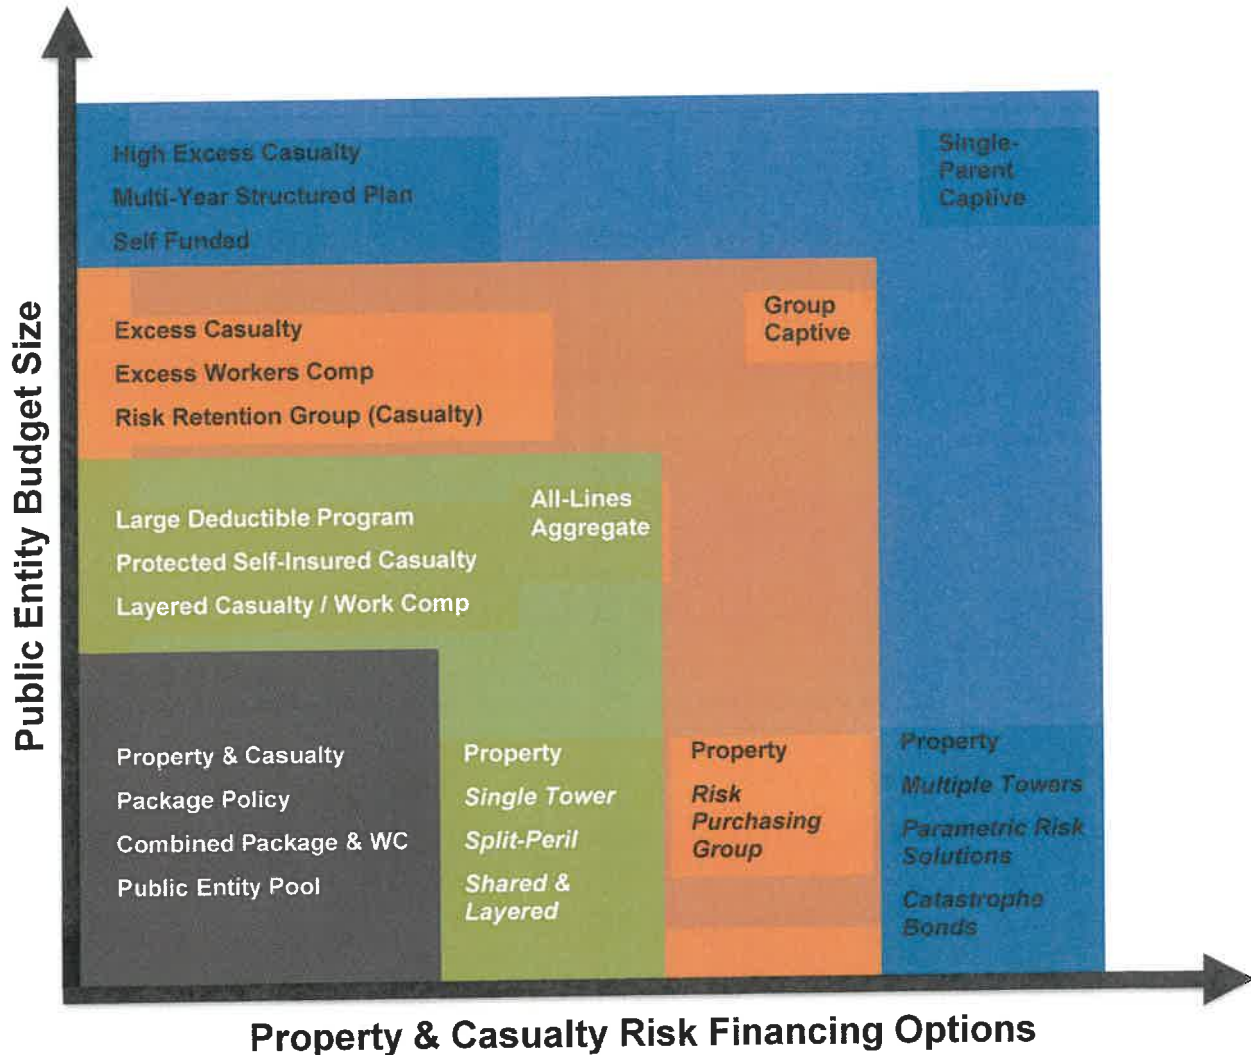 Public Entity Budget Size
High Excess Casualty
Multi-Year Structured Plan
Self Funded
Single-
Parent
Captive
Excess Casualty
Excess Workers Comp
Risk Retention Group (Casualty)
Group
Captive
Large Deductible Program
Protected Self-Insured Casualty
Layered Casualty / Work Comp
All-Lines
Aggregate
Property & Casualty
Package Policy
Combined Package & WC
Public Entity Pool
Property
Single Tower
Split-Peril
Shared &
Layered
Property
Risk
Purchasing
Group
Property
Multiple Towers
Parametric Risk
Solutions
Catastrophe
Bonds
Property & Casualty Risk Financing Options